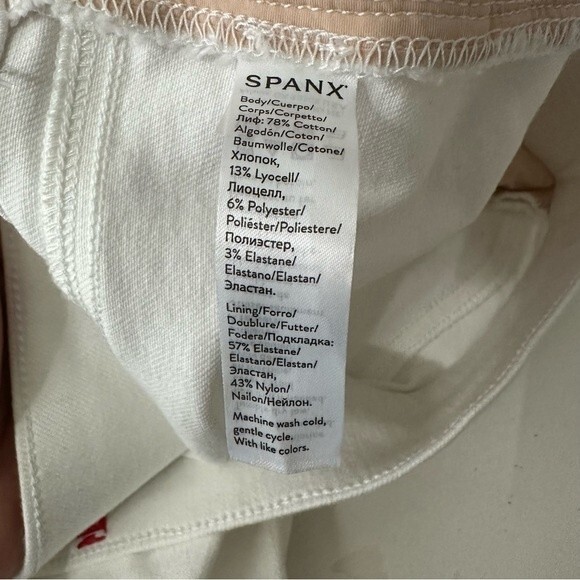 SPANX
Body/Cuerpo/
Corps/Corpetto/
Лиф: 78% Cotton/
Algodón/Coton/
Baumwolle/Cotone/
Хлопок,
13% Lyocell/
Лиоцелл,
6% Polyester/
Poliéster/Poliestere/
Полиэстер,
3% Elastane/
Elastano/Elastan/
Эластан.
Lining/Forro/
Doublure/Futter/
Fodera/Подкладка:
57% Elastane/
Elastano/Elastan/
Эластан,
43% Nylon/
Nailon/Нейлон.
Machine wash cold,
gentle cycle.
With like colors.